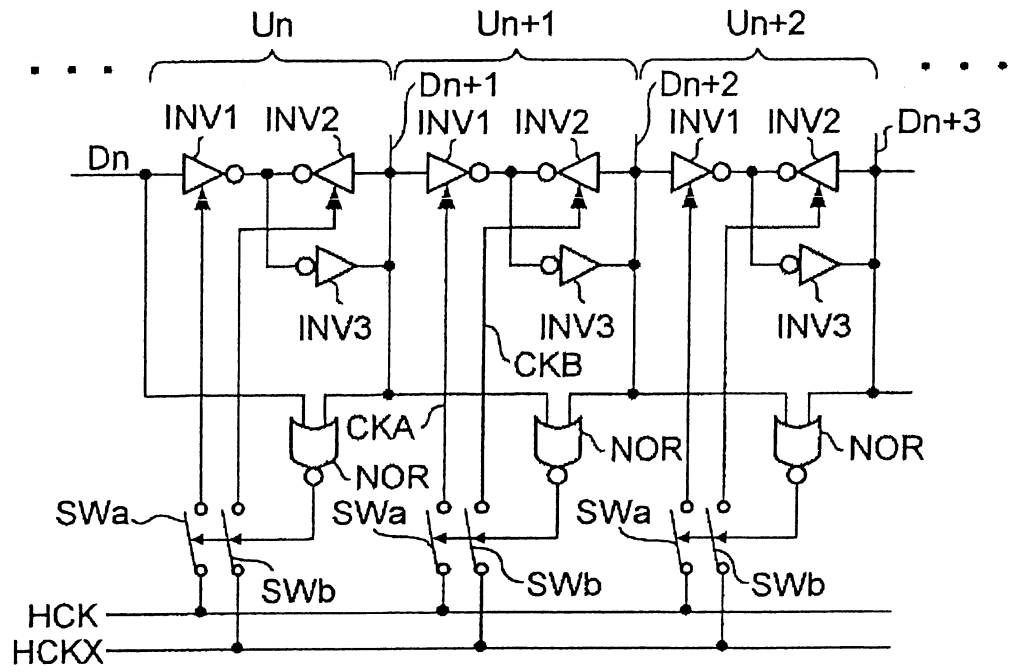 Un Un+1 Un+2
. . . . . .
Dn+1 Dn+2
INV1 INV2 INV1 INV2 INV1 INV2 Dn+3
Dn
INV3 INV3 INV3
CKB
CKA
NOR NOR NOR
SWa SWa SWa
SWb SWb SWb
HCK
HCKX